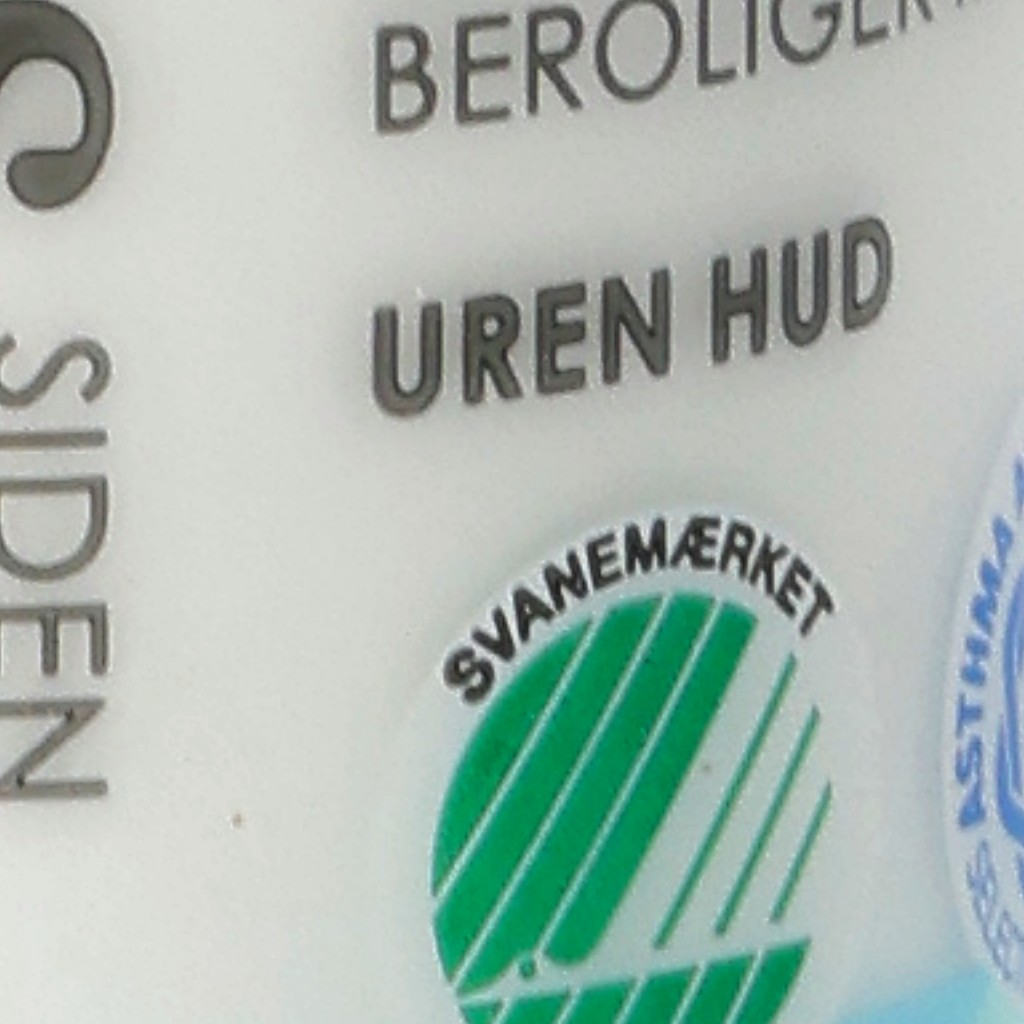 BEROLIGER
UREN HUD
SVANEMÆRKET
SIDEN
ASTHMA